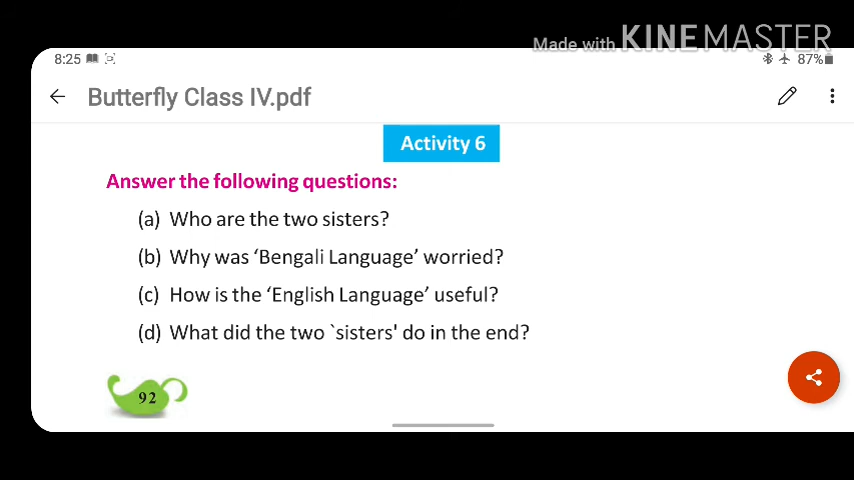 Made with KINEMASTER
8:25 87%
Butterfly Class IV.pdf
Activity 6
Answer the following questions:
(a) Who are the two sisters?
(b) Why was ‘Bengali Language’ worried?
(c) How is the ‘English Language’ useful?
(d) What did the two `sisters' do in the end?
92